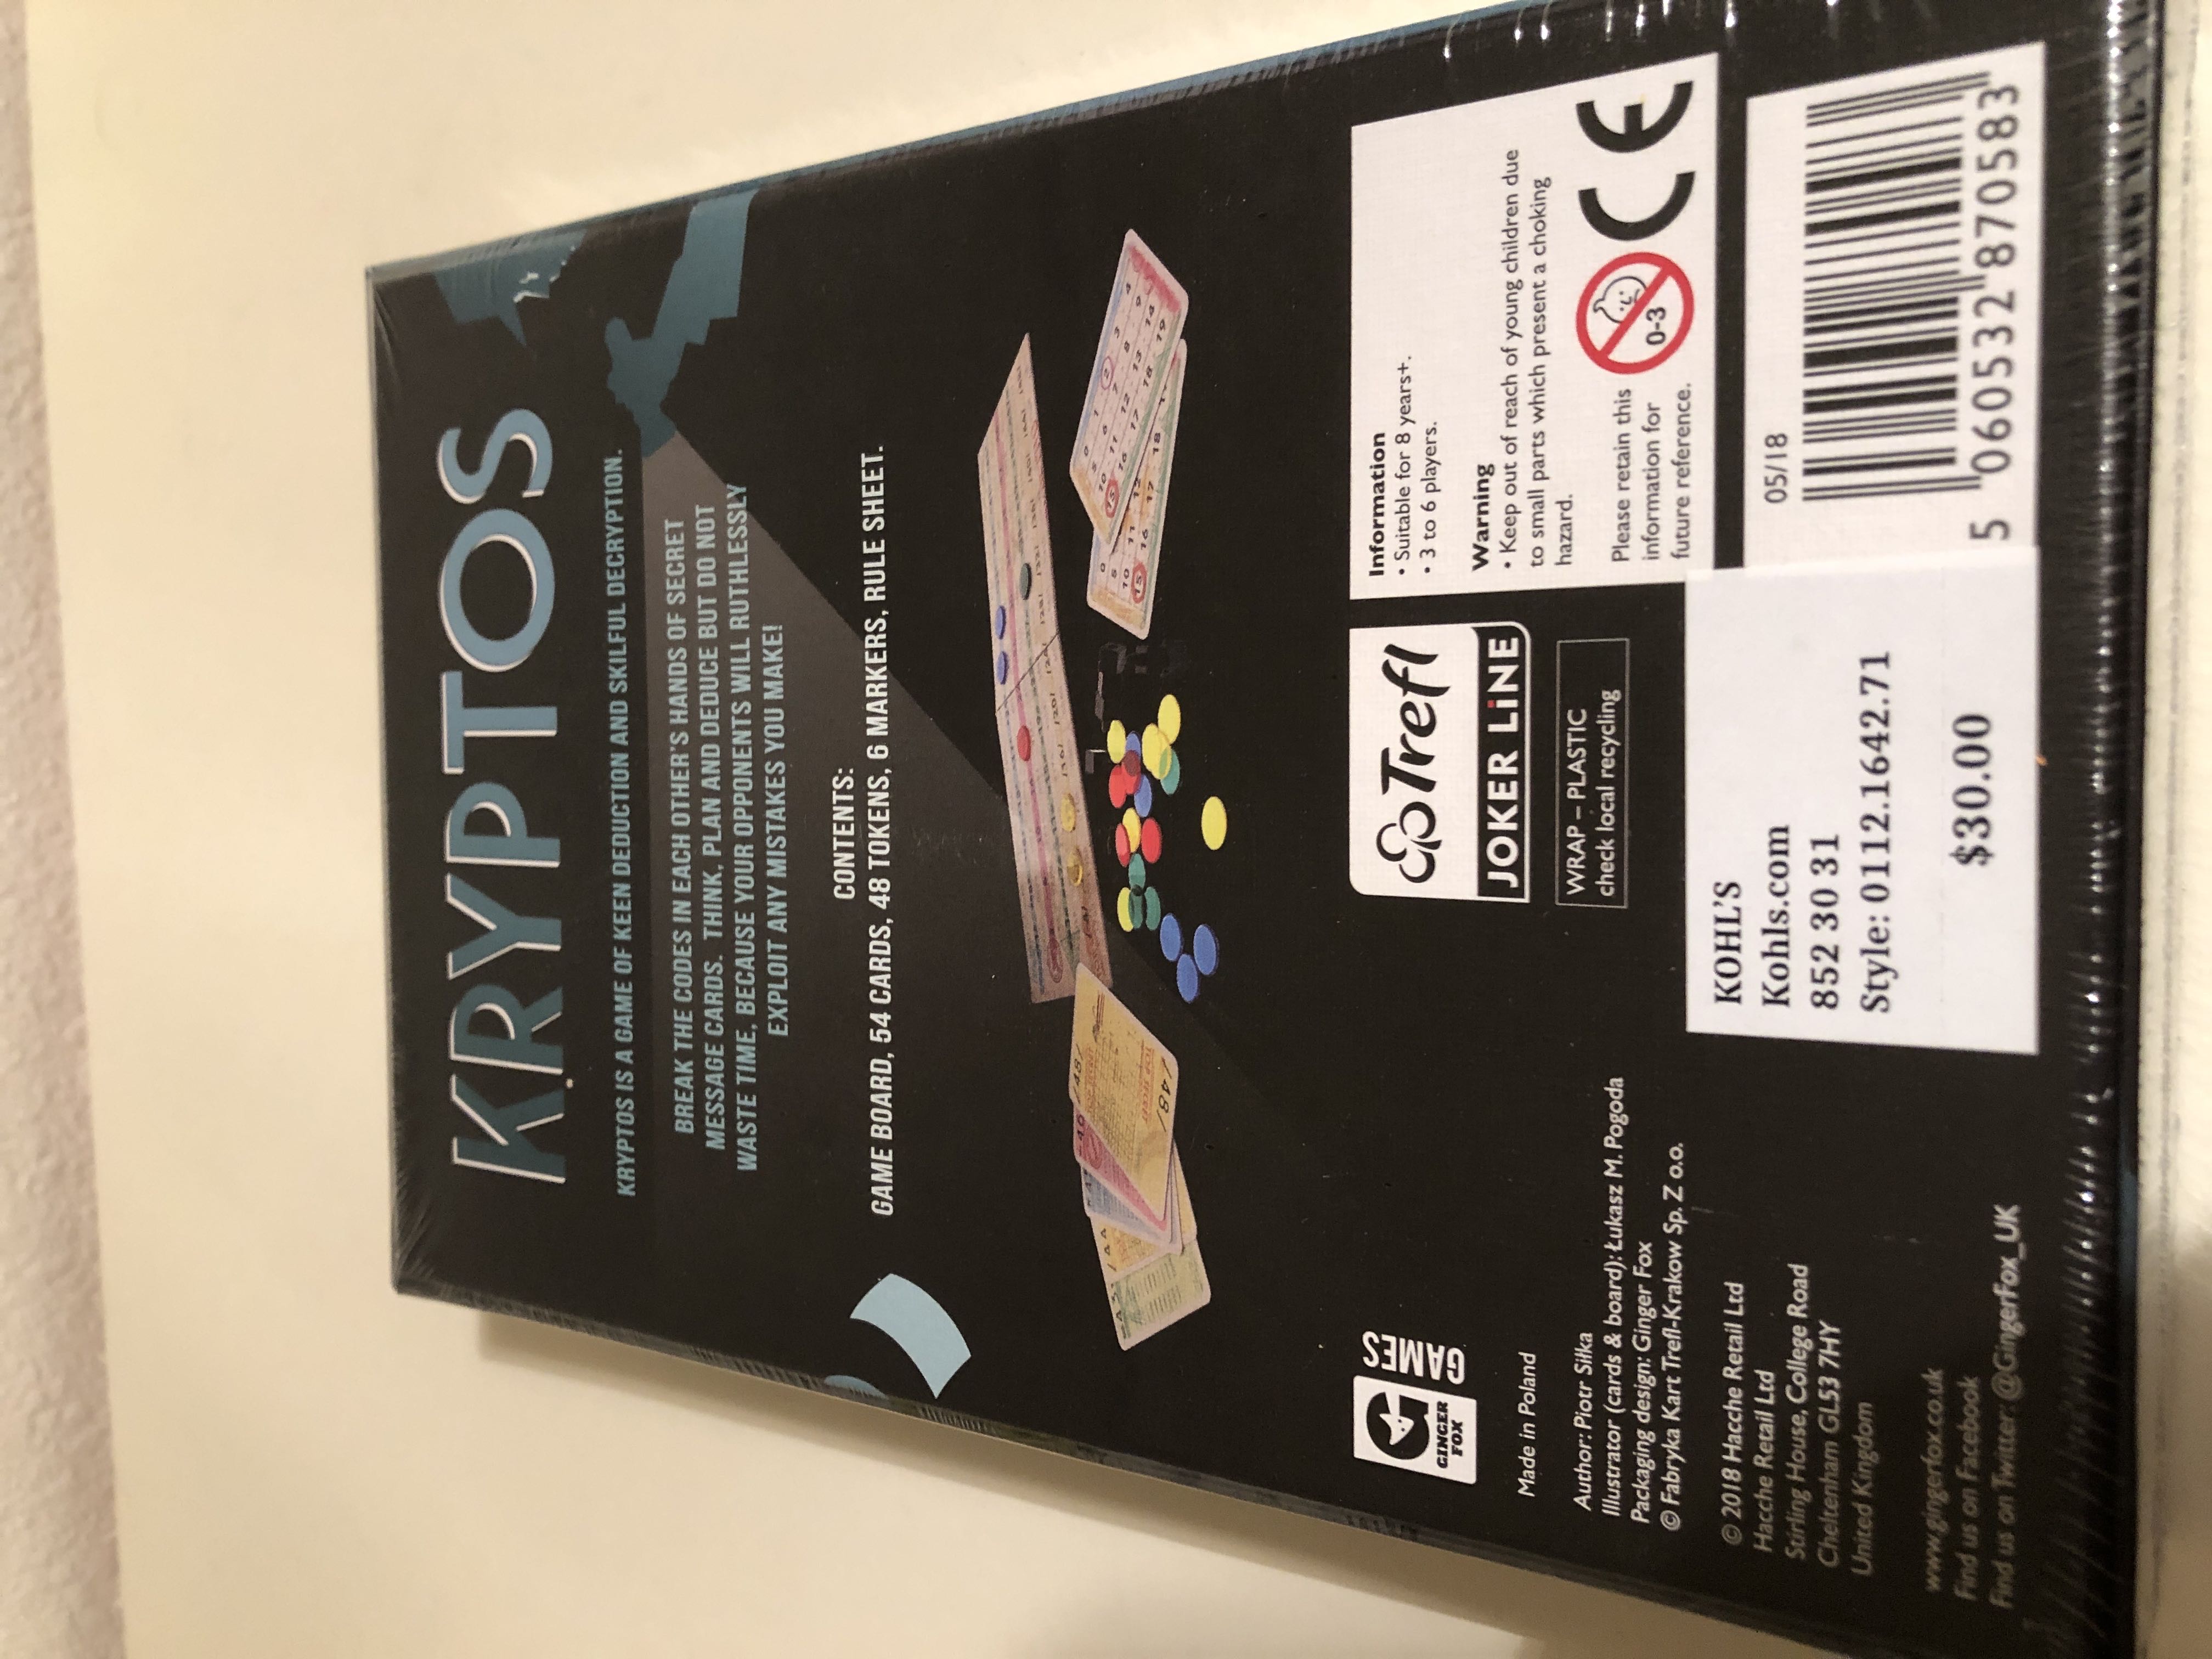 KRYPTOS
KRYPTOS IS A GAME OF KEEN DEDUCTION AND SKILFUL DECRYPTION.
BREAK THE CODES IN EACH OTHER'S HANDS OF SECRET
MESSAGE CARDS. THINK, PLAN AND DEDUCE BUT DO NOT
WASTE TIME, BECAUSE YOUR OPPONENTS WILL RUTHLESSLY
EXPLOIT ANY MISTAKES YOU MAKE!
CONTENTS:
GAME BOARD, 54 CARDS, 48 TOKENS, 6 MARKERS, RULE SHEET.
GINGER
FOX
GAMES
Made in Poland
Author: Piotr Siłka
Illustrator (cards & board): Łukasz M. Pogoda
Packaging design: Ginger Fox
© Fabryka Kart Trefl-Krakow Sp. Z o.o.
© 2018 Hacche Retail Ltd
Hacche Retail Ltd
Stirling House, College Road
Cheltenham GL53 7HY
United Kingdom
www.gingerfox.co.uk
Find us on Facebook
Find us on Twitter: @GingerFox_UK
Trefl
JOKER LiNE
WRAP – PLASTIC
check local recycling
KOHL'S
Kohls.com
852 30 31
Style: 0112.1642.71
$30.00
Information
• Suitable for 8 years+.
• 3 to 6 players.
Warning
• Keep out of reach of young children due
to small parts which present a choking
hazard.
Please retain this
information for
future reference.
0-3
CE
05/18
5 060532 870583